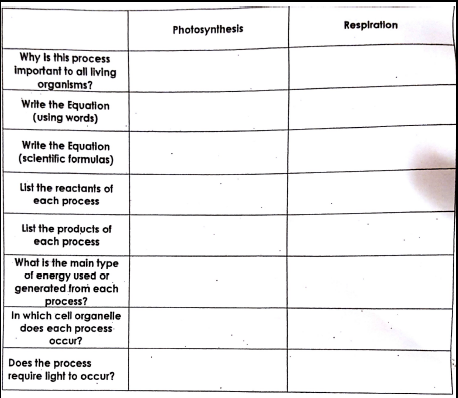 Photosynthesis
Respiration
Why is this process
important to all living
organisms?
Write the Equation
(using words)
Write the Equation
(scientific formulas)
List the reactants of
each process
List the products of
each process
What is the main type
of energy used or
generated from each
process?
In which cell organelle
does each process
occur?
Does the process
require light to occur?